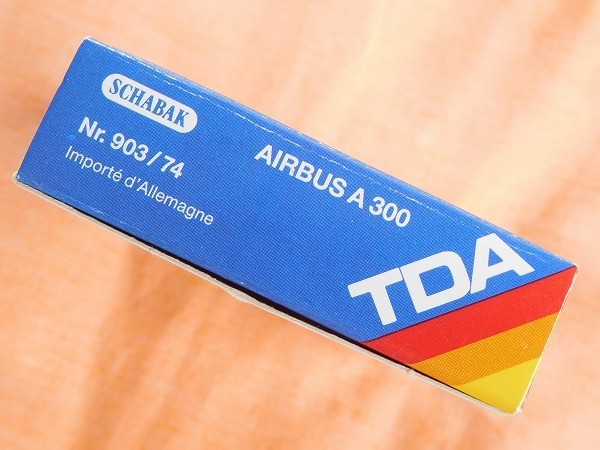 SCHABAK
Nr. 903/74
Importé d'Allemagne
AIRBUS A 300
TDA